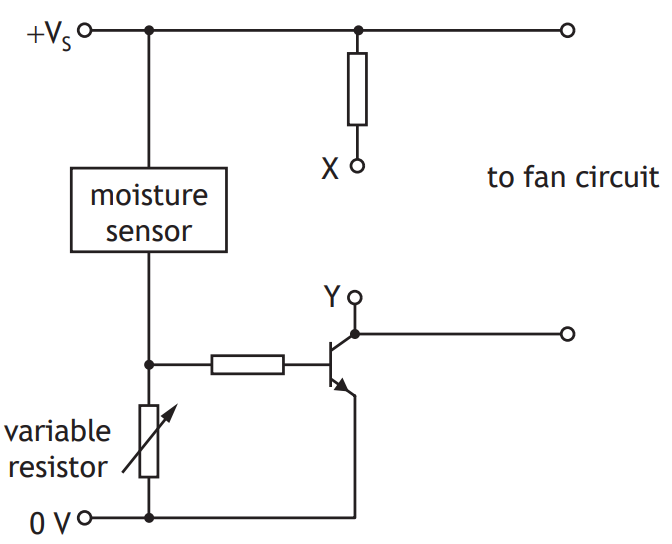 +VS
X
to fan circuit
moisture
sensor
Y
variable
resistor
0 V